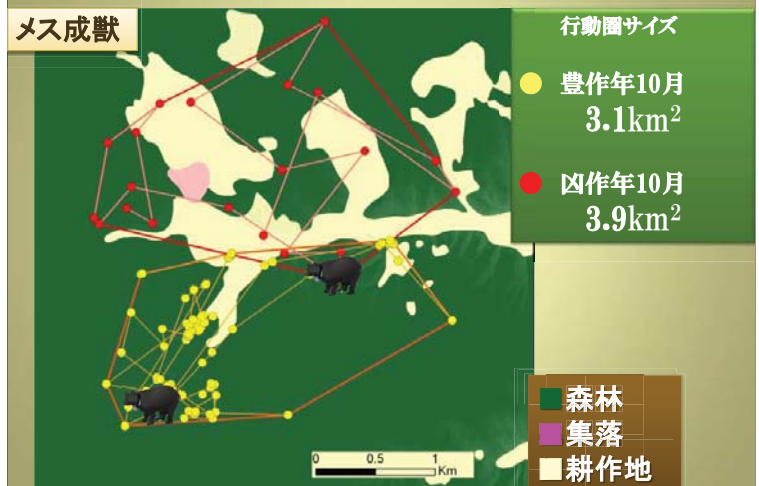 メス成獣
行動圏サイズ
豊作年10月
3.1km²
凶作年10月
3.9km²
0 0.5 1
Km
森林
集落
耕作地